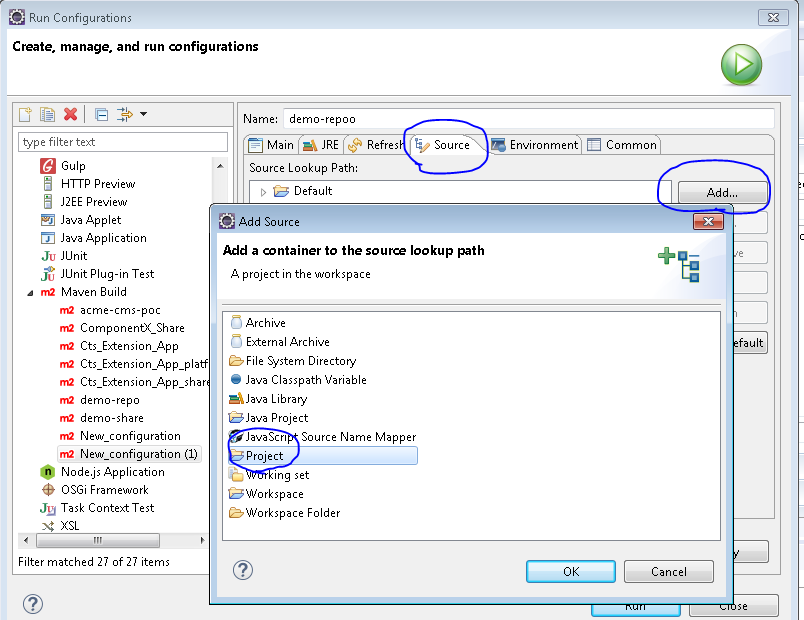 Run Configurations
Create, manage, and run configurations
type filter text
Gulp
HTTP Preview
J2EE Preview
Java Applet
Java Application
JUnit
JUnit Plug-in Test
Maven Build
acme-cms-poc
ComponentX_Share
Cts_Extension_App
Cts_Extension_App_platf
Cts_Extension_App_share
demo-repo
demo-share
New_configuration
New_configuration (1)
Node.js Application
OSGi Framework
Task Context Test
XSL
Filter matched 27 of 27 items
Name: demo-repoo
Main JRE Refresh Source Environment Common
Source Lookup Path:
Default
Add...
Add Source
Add a container to the source lookup path
A project in the workspace
Archive
External Archive
File System Directory
Java Classpath Variable
Java Library
Java Project
JavaScript Source Name Mapper
Project
Working set
Workspace
Workspace Folder
OK Cancel
efault
Run Close